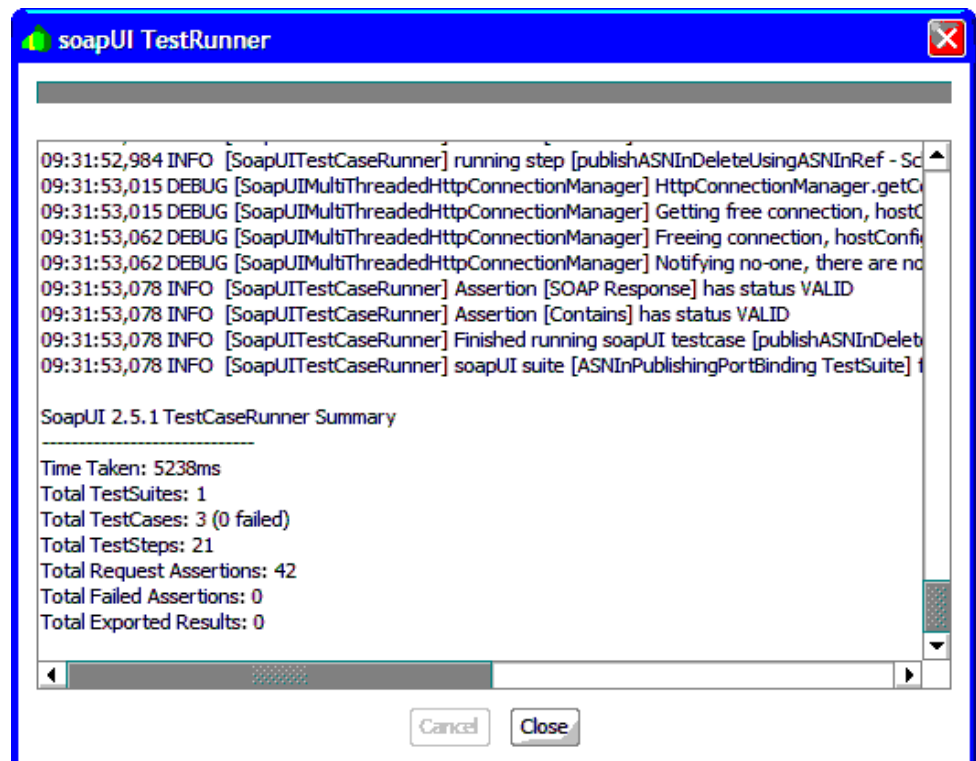 soapUI TestRunner
09:31:52,984 INFO [SoapUITestCaseRunner] running step [publishASNInDeleteUsingASNInRef - Sc
09:31:53,015 DEBUG [SoapUIMultiThreadedHttpConnectionManager] HttpConnectionManager.getC
09:31:53,015 DEBUG [SoapUIMultiThreadedHttpConnectionManager] Getting free connection, hostC
09:31:53,062 DEBUG [SoapUIMultiThreadedHttpConnectionManager] Freeing connection, hostConfi
09:31:53,062 DEBUG [SoapUIMultiThreadedHttpConnectionManager] Notifying no-one, there are no
09:31:53,078 INFO [SoapUITestCaseRunner] Assertion [SOAP Response] has status VALID
09:31:53,078 INFO [SoapUITestCaseRunner] Assertion [Contains] has status VALID
09:31:53,078 INFO [SoapUITestCaseRunner] Finished running soapUI testcase [publishASNInDelet
09:31:53,078 INFO [SoapUITestCaseRunner] soapUI suite [ASNInPublishingPortBinding TestSuite] f
SoapUI 2.5.1 TestCaseRunner Summary
-----------------------------
Time Taken: 5238ms
Total TestSuites: 1
Total TestCases: 3 (0 failed)
Total TestSteps: 21
Total Request Assertions: 42
Total Failed Assertions: 0
Total Exported Results: 0
Cancel Close